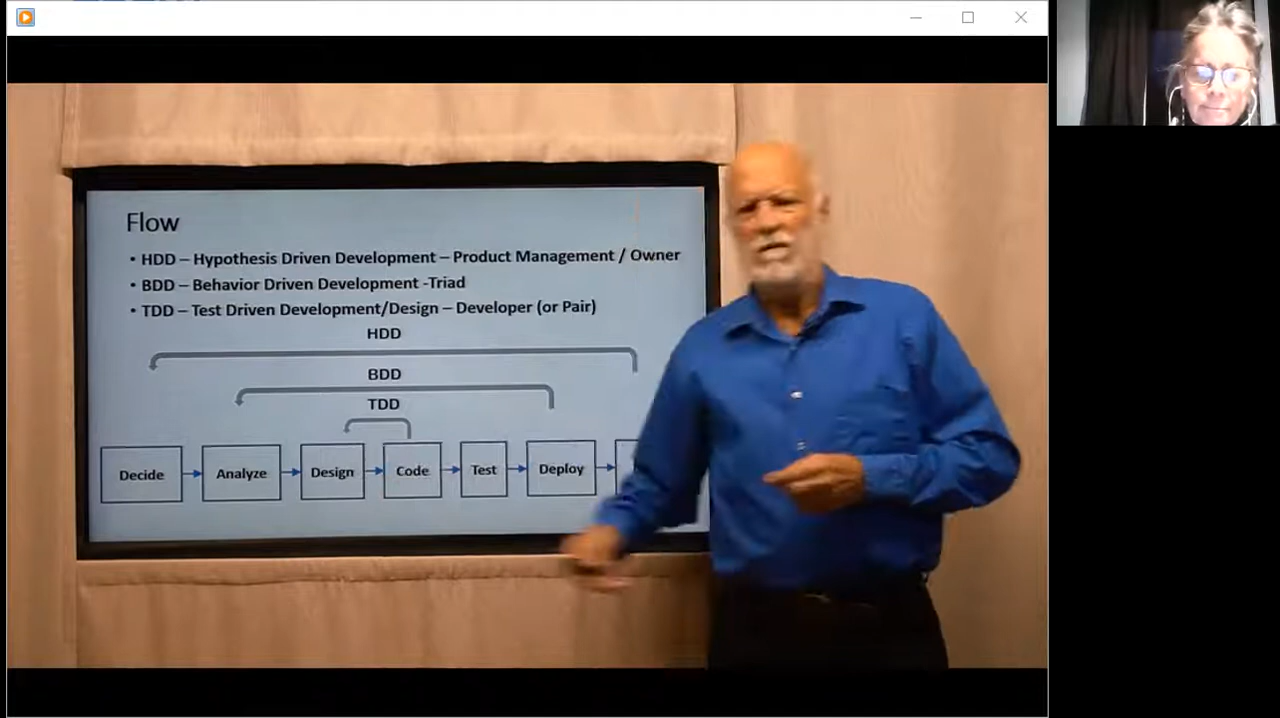 Flow
• HDD – Hypothesis Driven Development – Product Management / Owner
• BDD – Behavior Driven Development -Triad
• TDD – Test Driven Development/Design – Developer (or Pair)
HDD
BDD
TDD
Decide
Analyze
Design
Code
Test
Deploy